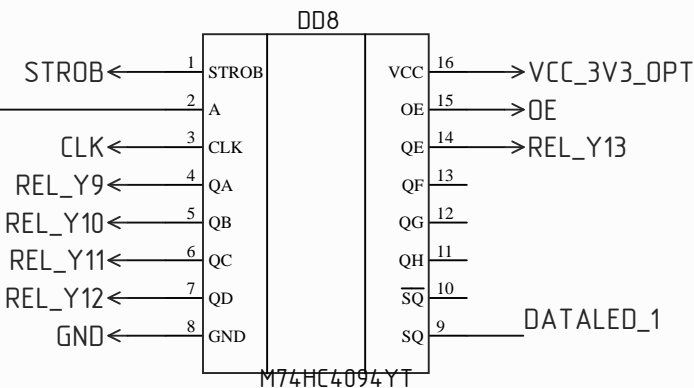 DD8
STROB 1 STROB VCC 16 VCC_3V3_OPT
2 A OE 15 OE
CLK 3 CLK QE 14 REL_Y13
REL_Y9 4 QA QF 13
REL_Y10 5 QB QG 12
REL_Y11 6 QC QH 11
REL_Y12 7 QD SQ 10
GND 8 GND SQ 9 DATALED_1
M74HC4094YT